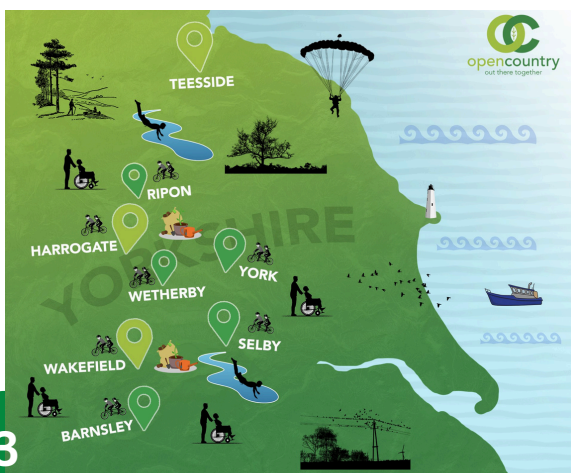 opencountry
out there together
TEESSIDE
RIPON
YORKSHIRE
HARROGATE
YORK
WETHERBY
SELBY
WAKEFIELD
BARNSLEY
3